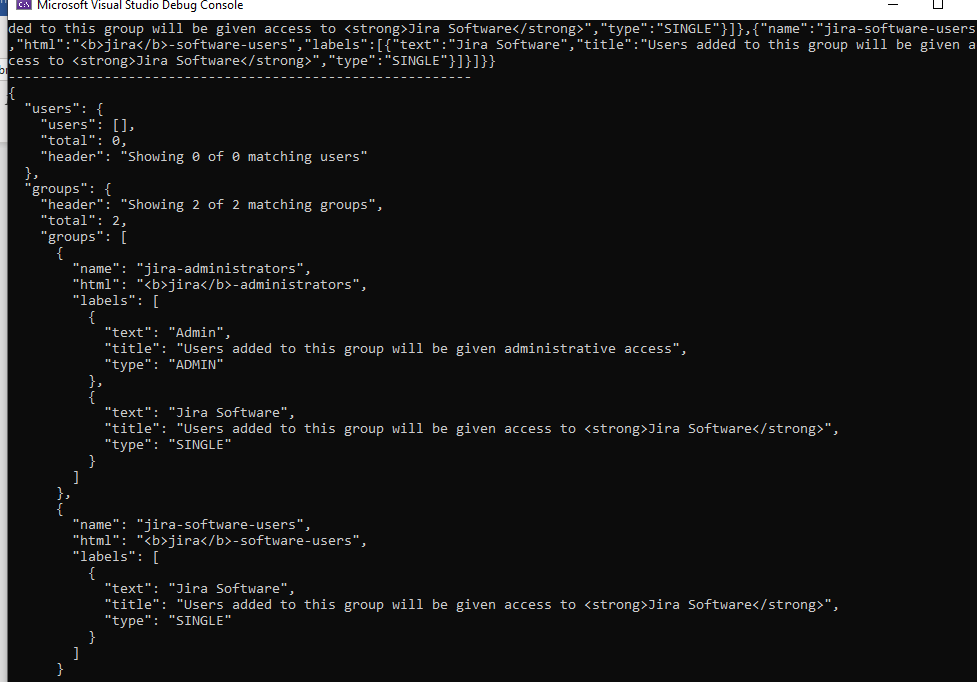 Microsoft Visual Studio Debug Console
ded to this group will be given access to <strong>Jira Software</strong>","type":"SINGLE"}]},{"name":"jira-software-users
,"html":"<b>jira</b>-software-users","labels":[{"text":"Jira Software","title":"Users added to this group will be given a
cess to <strong>Jira Software</strong>","type":"SINGLE"}]}]}}
----------------------------------------------------------
{
  "users": {
    "users": [],
    "total": 0,
    "header": "Showing 0 of 0 matching users"
  },
  "groups": {
    "header": "Showing 2 of 2 matching groups",
    "total": 2,
    "groups": [
      {
        "name": "jira-administrators",
        "html": "<b>jira</b>-administrators",
        "labels": [
          {
            "text": "Admin",
            "title": "Users added to this group will be given administrative access",
            "type": "ADMIN"
          },
          {
            "text": "Jira Software",
            "title": "Users added to this group will be given access to <strong>Jira Software</strong>",
            "type": "SINGLE"
          }
        ]
      },
      {
        "name": "jira-software-users",
        "html": "<b>jira</b>-software-users",
        "labels": [
          {
            "text": "Jira Software",
            "title": "Users added to this group will be given access to <strong>Jira Software</strong>",
            "type": "SINGLE"
          }
        ]
      }